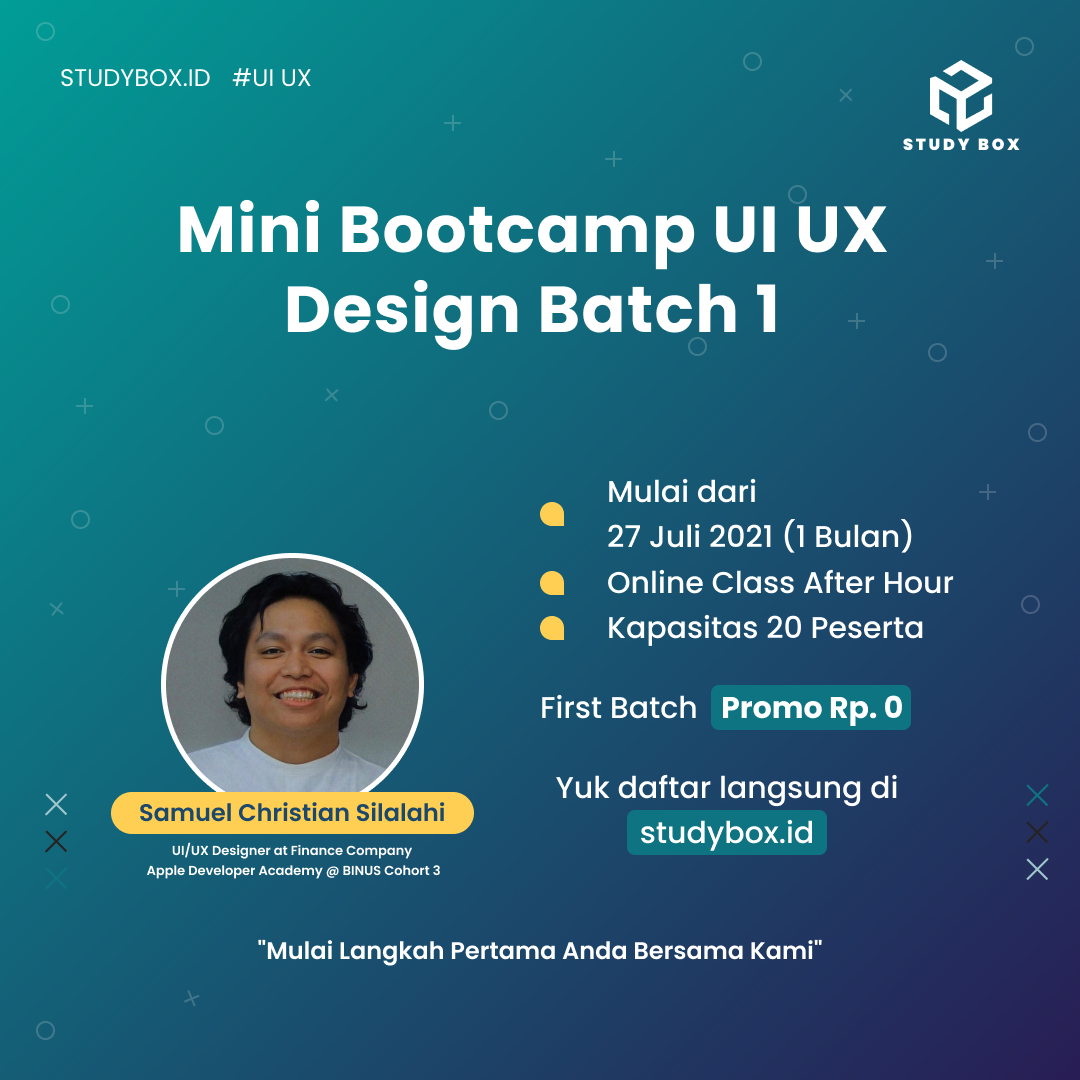 STUDYBOX.ID #UI UX
STUDY BOX
Mini Bootcamp UI UX
Design Batch 1
Mulai dari
27 Juli 2021 (1 Bulan)
Online Class After Hour
Kapasitas 20 Peserta
First Batch Promo Rp. 0
Yuk daftar langsung di
studybox.id
Samuel Christian Silalahi
UI/UX Designer at Finance Company
Apple Developer Academy @ BINUS Cohort 3
"Mulai Langkah Pertama Anda Bersama Kami"